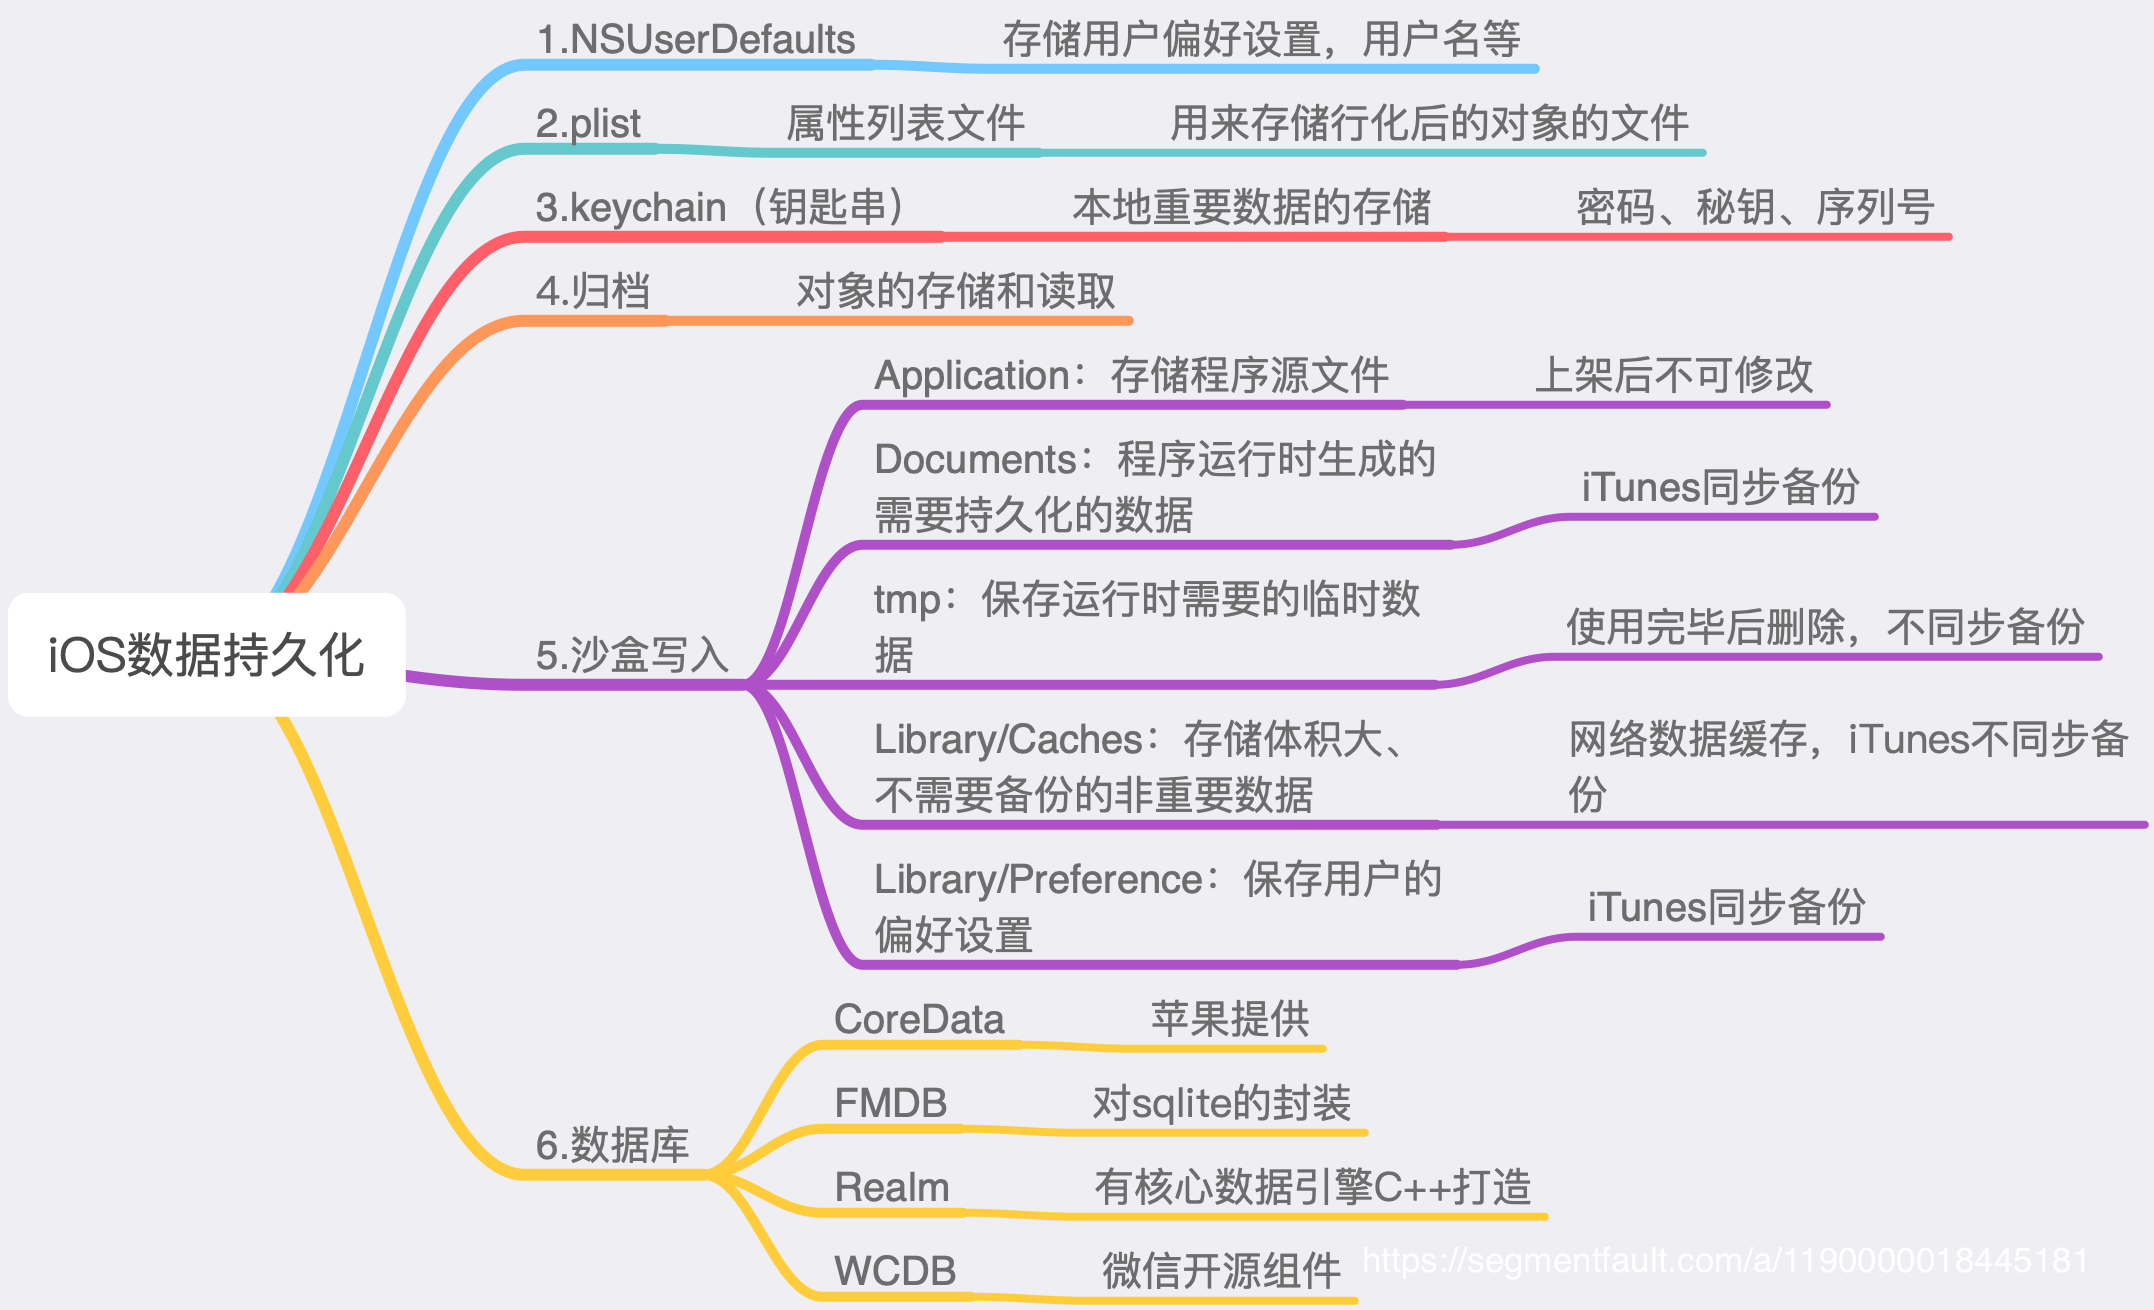 1.NSUserDefaults
存储用户偏好设置，用户名等
2.plist
属性列表文件
用来存储行化后的对象的文件
3.keychain（钥匙串）
本地重要数据的存储
密码、秘钥、序列号
4.归档
对象的存储和读取
iOS数据持久化
5.沙盒写入
Application：存储程序源文件
上架后不可修改
Documents：程序运行时生成的
需要持久化的数据
iTunes同步备份
tmp：保存运行时需要的临时数
据
使用完毕后删除，不同步备份
Library/Caches：存储体积大、
不需要备份的非重要数据
网络数据缓存，iTunes不同步备
份
Library/Preference：保存用户的
偏好设置
iTunes同步备份
6.数据库
CoreData
苹果提供
FMDB
对sqlite的封装
Realm
有核心数据引擎C++打造
WCDB
微信开源组件
https://segmentfault.com/a/1190000018445181